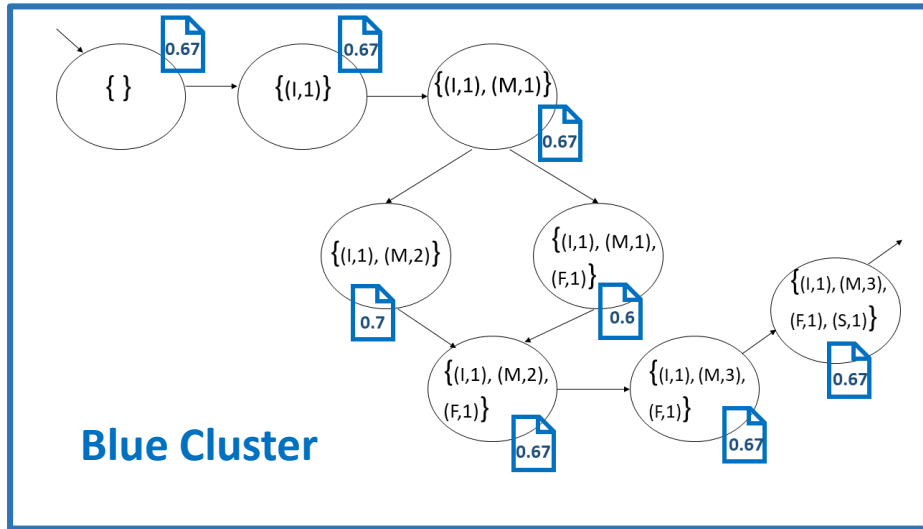 0.67
0.67
{ }
{(I,1)}
{(I,1), (M,1)}
0.67
{(I,1), (M,2)}
{(I,1), (M,1),
(F,1)}
0.7
0.6
{(I,1), (M,3),
(F,1), (S,1)}
0.67
{(I,1), (M,2),
(F,1)}
0.67
{(I,1), (M,3),
(F,1)}
0.67
Blue Cluster